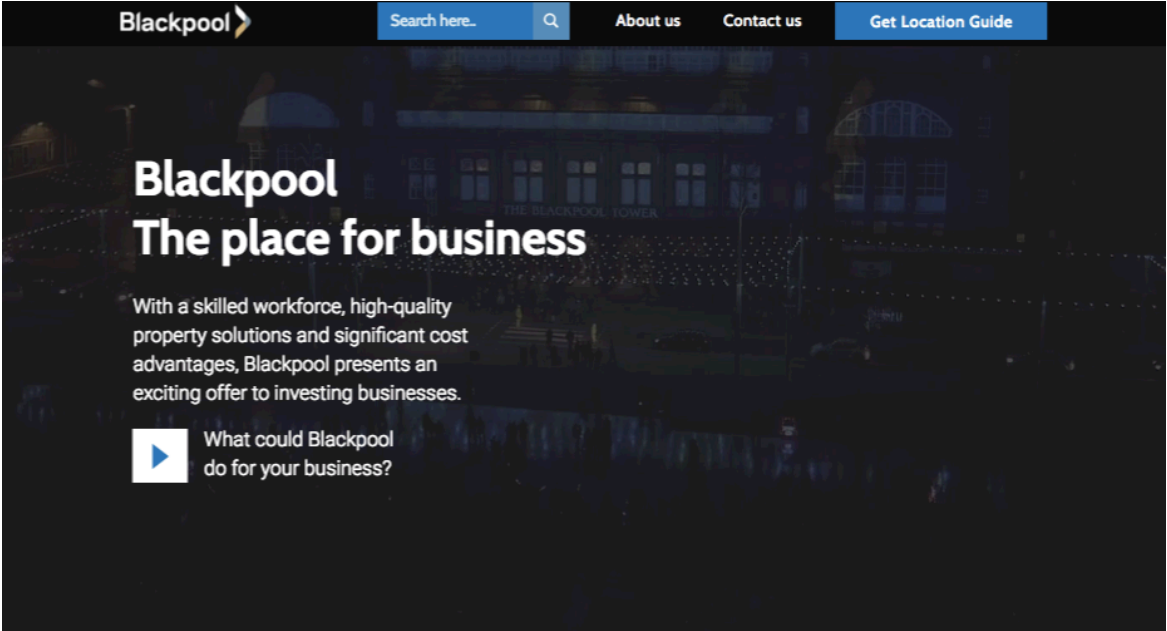 Blackpool
Search here..
About us
Contact us
Get Location Guide
THE BLACKPOOL TOWER
Blackpool
The place for business
With a skilled workforce, high-quality
property solutions and significant cost
advantages, Blackpool presents an
exciting offer to investing businesses.
What could Blackpool
do for your business?